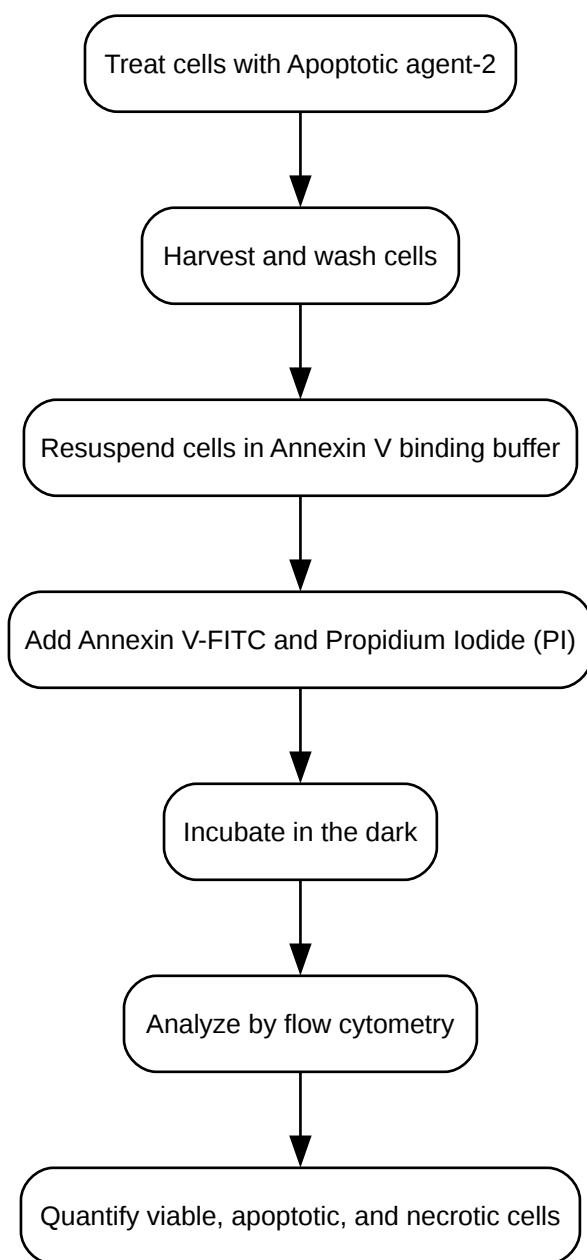 Treat cells with Apoptotic agent-2
Harvest and wash cells
Resuspend cells in Annexin V binding buffer
Add Annexin V-FITC and Propidium Iodide (PI)
Incubate in the dark
Analyze by flow cytometry
Quantify viable, apoptotic, and necrotic cells